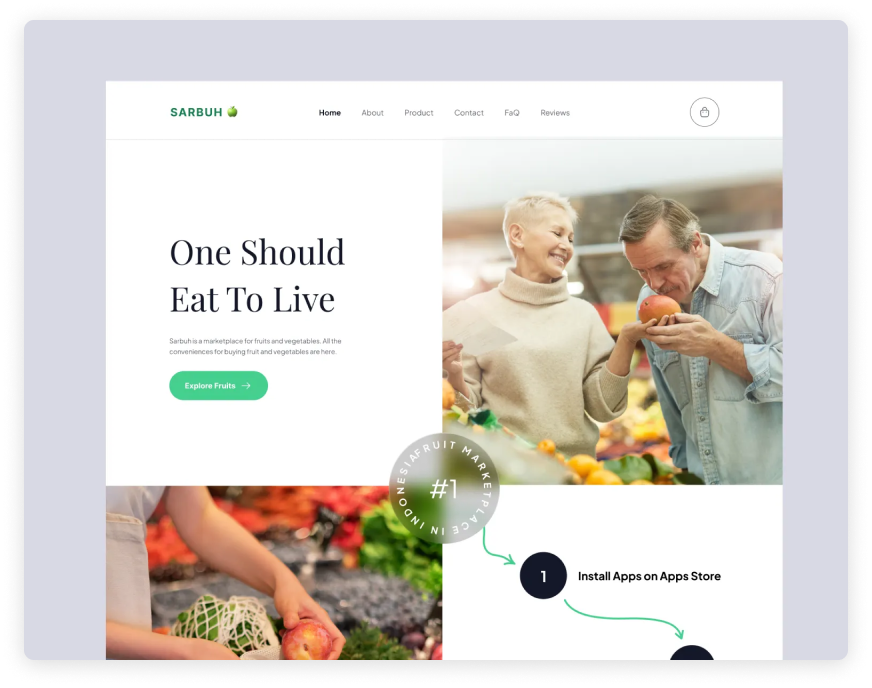 SARBUH
Home About Product Contact FaQ Reviews
One Should
Eat To Live
Sarbuh is a marketplace for fruits and vegetables. All the
conveniences for buying fruit and vegetables are here.
Explore Fruits
FRUIT MARKETPLACE IN INDONESIA
#1
1
Install Apps on Apps Store